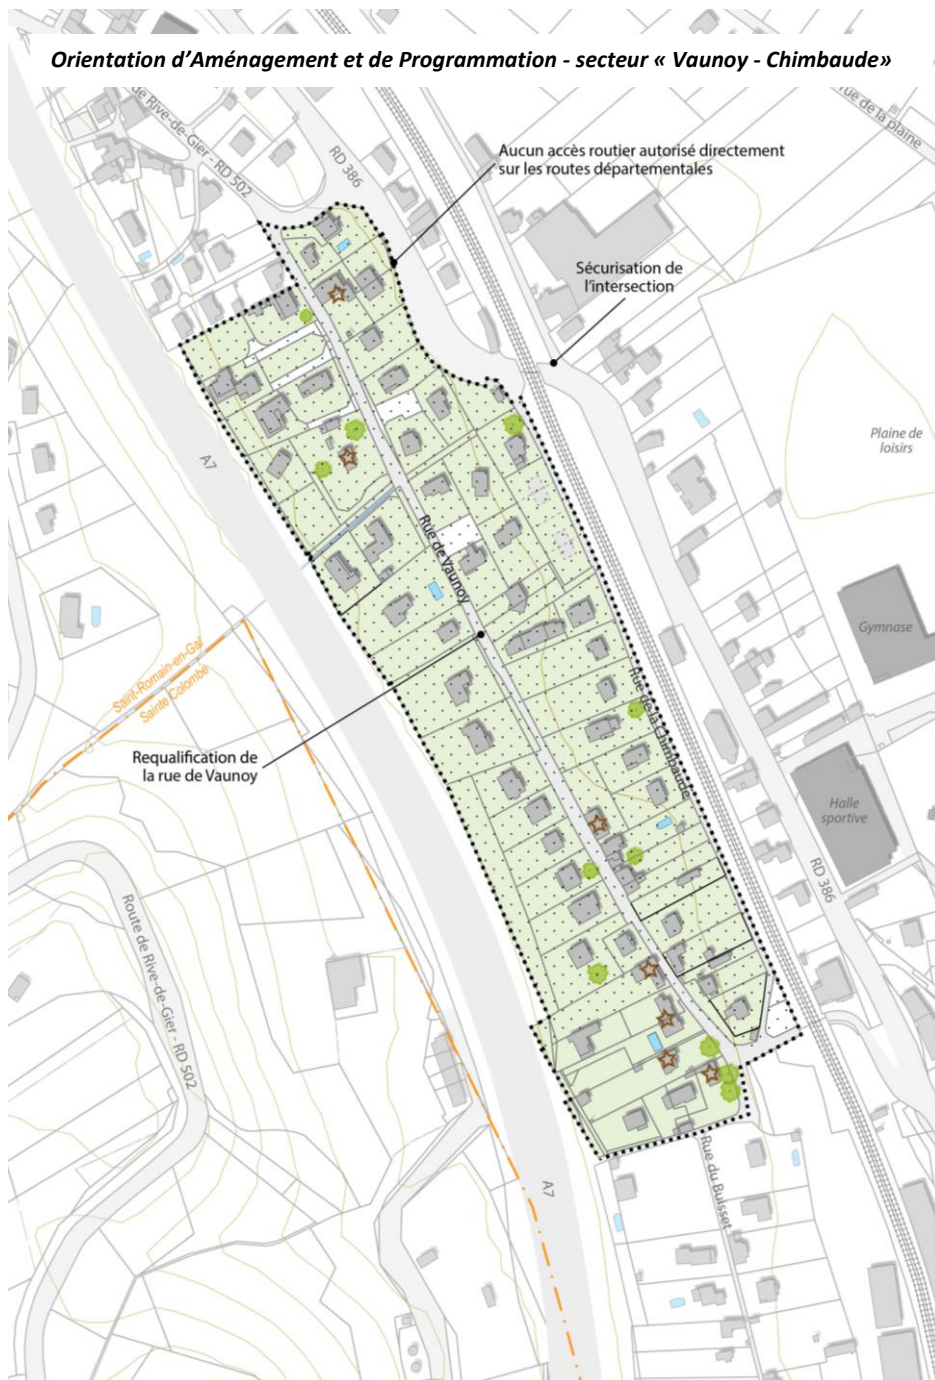 Orientation d’Aménagement et de Programmation - secteur « Vaunoy - Chimbaude»
de Rive-de-Gier - RD 502
RD 386
rue de la plaine
Aucun accès routier autorisé directement
sur les routes départementales
Sécurisation de
l'intersection
Plaine de
loisirs
A7
Rue de Vaunoy
Gymnase
Saint-Romain-en-Gal
Sainte Colombe
Rue de la Chimbaude
Requalification de
la rue de Vaunoy
Halle
sportive
RD 386
Route de Rive-de-Gier - RD 502
Rue du Buisset
A7